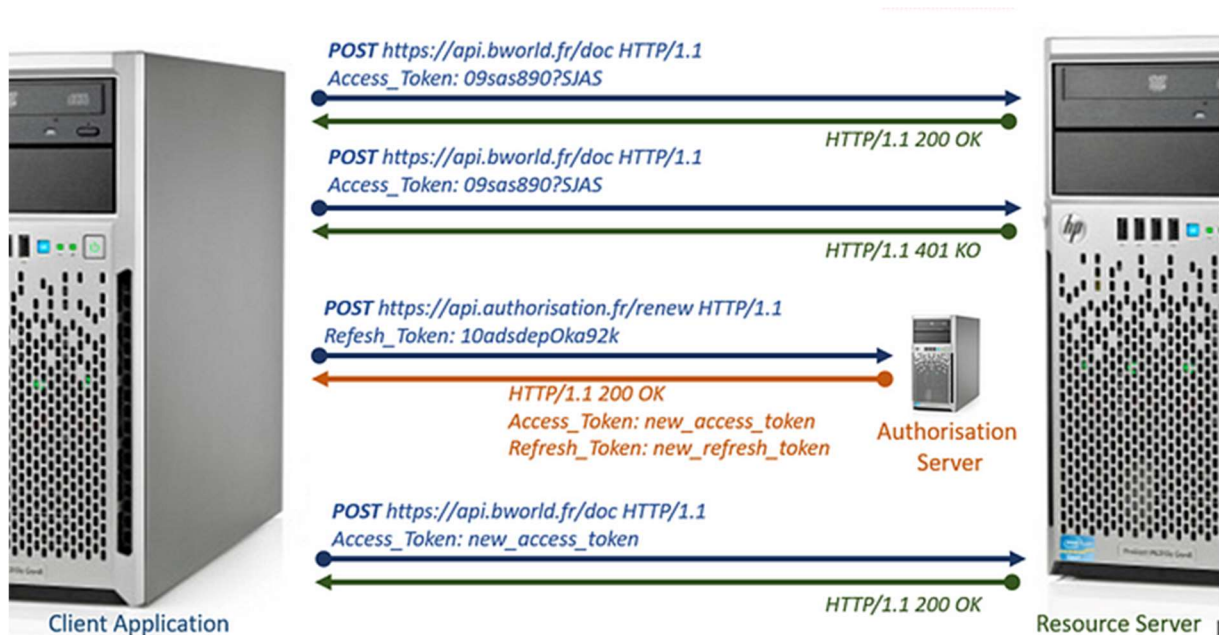 POST https://api.bworld.fr/doc HTTP/1.1
Access_Token: 09sas890?SJAS
HTTP/1.1 200 OK
POST https://api.bworld.fr/doc HTTP/1.1
Access_Token: 09sas890?SJAS
hp
HTTP/1.1 401 KO
POST https://api.authorisation.fr/renew HTTP/1.1
Refesh_Token: 10adsdepOka92k
HTTP/1.1 200 OK
Access_Token: new_access_token
Refresh_Token: new_refresh_token
Authorisation
Server
POST https://api.bworld.fr/doc HTTP/1.1
Access_Token: new_access_token
HTTP/1.1 200 OK
Client Application
Resource Server